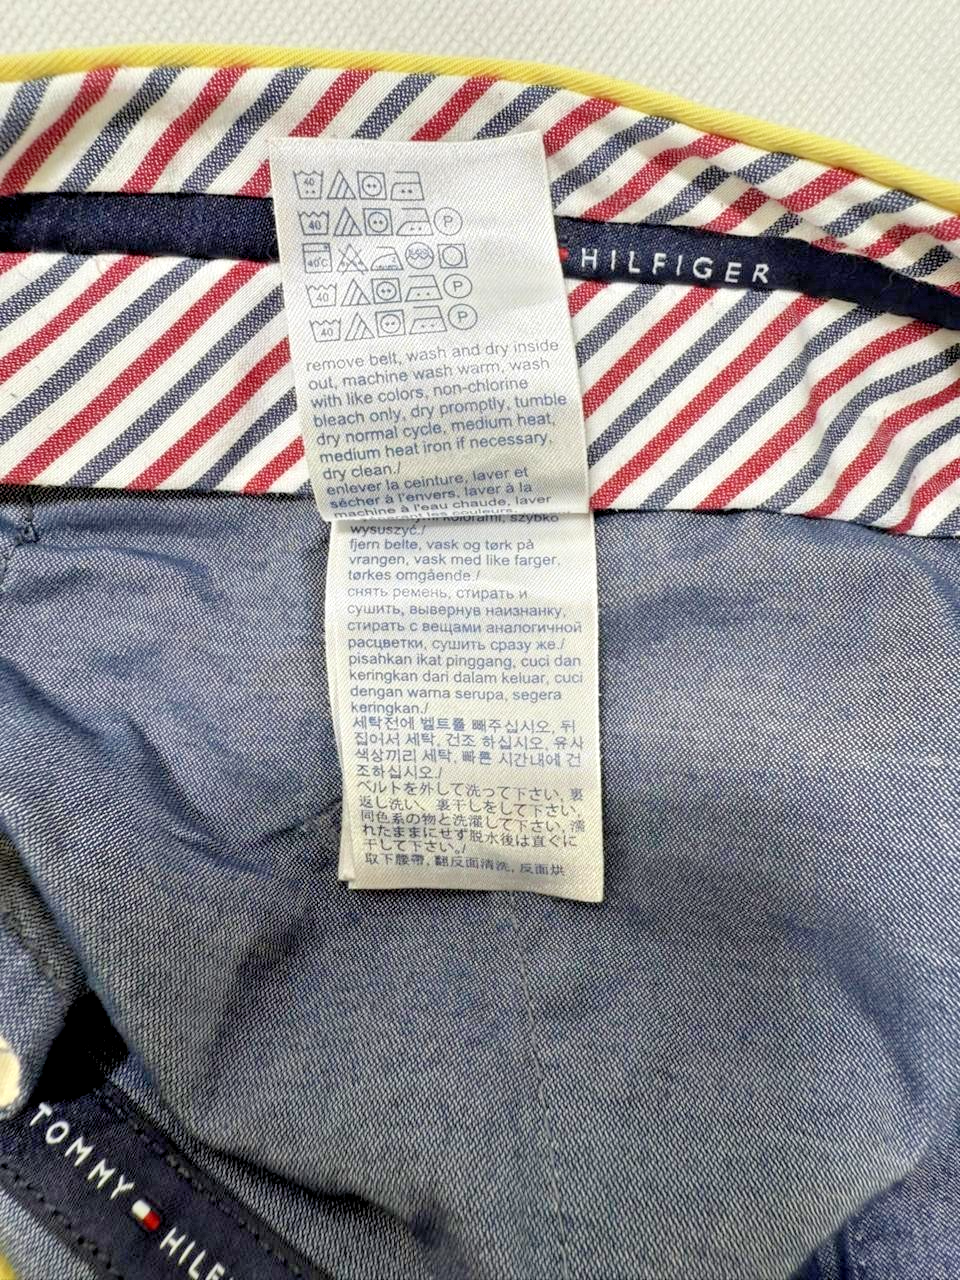 HILFIGER
40
40 P
40°C
40 P
40 P
remove belt, wash and dry inside
out, machine wash warm, wash
with like colors, non-chlorine
bleach only, dry promptly, tumble
dry normal cycle, medium heat,
medium heat iron if necessary,
dry clean./
enlever la ceinture, laver et
sécher à l'envers, laver à la
machine à l'eau chaude, laver
les couleurs,
kolorami, szybko
wysuszyć./
fjern belte, vask og tørk på
vrangen, vask med like farger,
tørkes omgående./
снять ремень, стирать и
сушить, вывернув наизнанку,
стирать с вещами аналогичной
расцветки, сушить сразу же./
pisahkan ikat pinggang, cuci dan
keringkan dari dalam keluar, cuci
dengan warna serupa, segera
keringkan./
세탁전에 벨트를 빼주십시오, 뒤
집어서 세탁, 건조 하십시오, 유사
색상끼리 세탁, 빠른 시간내에 건
조하십시오./
ベルトを外して洗って下さい, 裏
返し洗い、裏干しをして下さい,
同色系の物と洗濯して下さい, 濡
れたままにせず脱水後は直ぐに
干して下さい./
取下腰帶, 翻反面清洗, 反面烘
TOMMY HILF